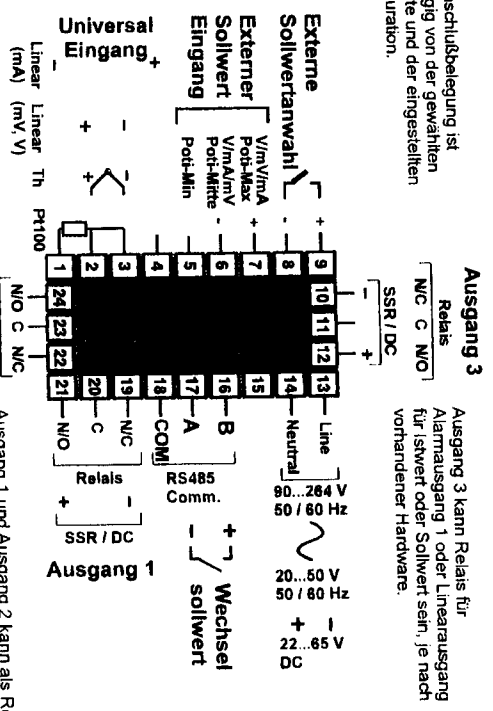 schlußbelegung ist
gig von der gewählten
te und der eingestellten
uration.
Ausgang 3
Relais
N/C C N/O
SSR / DC
- +
Ausgang 3 kann Relais für
Alarmausgang 1 oder Linearausgang
für Istwert oder Sollwert sein, je nach
vorhandener Hardware.
Externe
Sollwertanwahl
+
-
Externer
Sollwert
Eingang
V/mV/mA
Poti-Max +
V/mA/mV
Poti-Mitte -
Poti-Min
Universal
Eingang
- +
+ -
+ -
Linear
(mA)
Linear
(mV, V)
Th
Pt100
1 2 3 4 5 6 7 8 9
10 11 12
13 14 15 16 17 18 19 20 21
22 23 24
Line
Neutral
90...264 V
50 / 60 Hz
20...50 V
50 / 60 Hz
+ -
22...65 V
DC
B
A
COM
RS485
Comm.
+
-
Wechsel
sollwert
N/C
C
N/O
Relais
- +
SSR / DC
Ausgang 1
N/O C N/C
Ausgang 1 und Ausgang 2 kann als Re